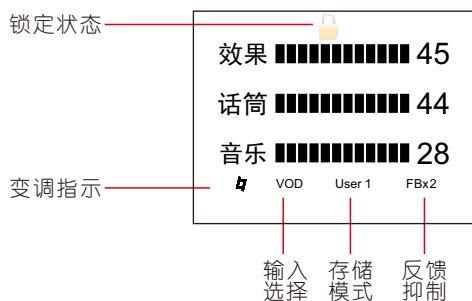 锁定状态
效果 45
话筒 44
音乐 28
变调指示
♮ VOD User 1 FBx2
输入选择 存储模式 反馈抑制